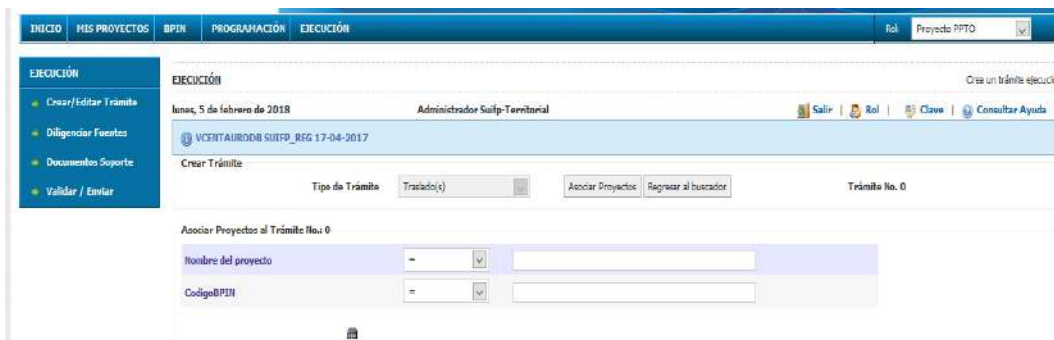 INICIO MIS PROYECTOS BPIN PROGRAMACIÓN EJECUCIÓN Rol: Proyecto PPTO
EJECUCIÓN
EJECUCIÓN Crea un trámite ejecució
Crear/Editar Trámite
lunes, 5 de febrero de 2018 Administrador Suifp-Territorial Salir | Rol | Clave | Consultar Ayuda
Diligenciar Fuentes
VCENTAURODB SUIFP_REG 17-04-2017
Documentos Soporte
Crear Trámite
Validar / Enviar
Tipo de Trámite Traslado(s) Asociar Proyectos Regresar al buscador Trámite No. 0
Asociar Proyectos al Trámite No.: 0
Nombre del proyecto =
CodigoBPIN =